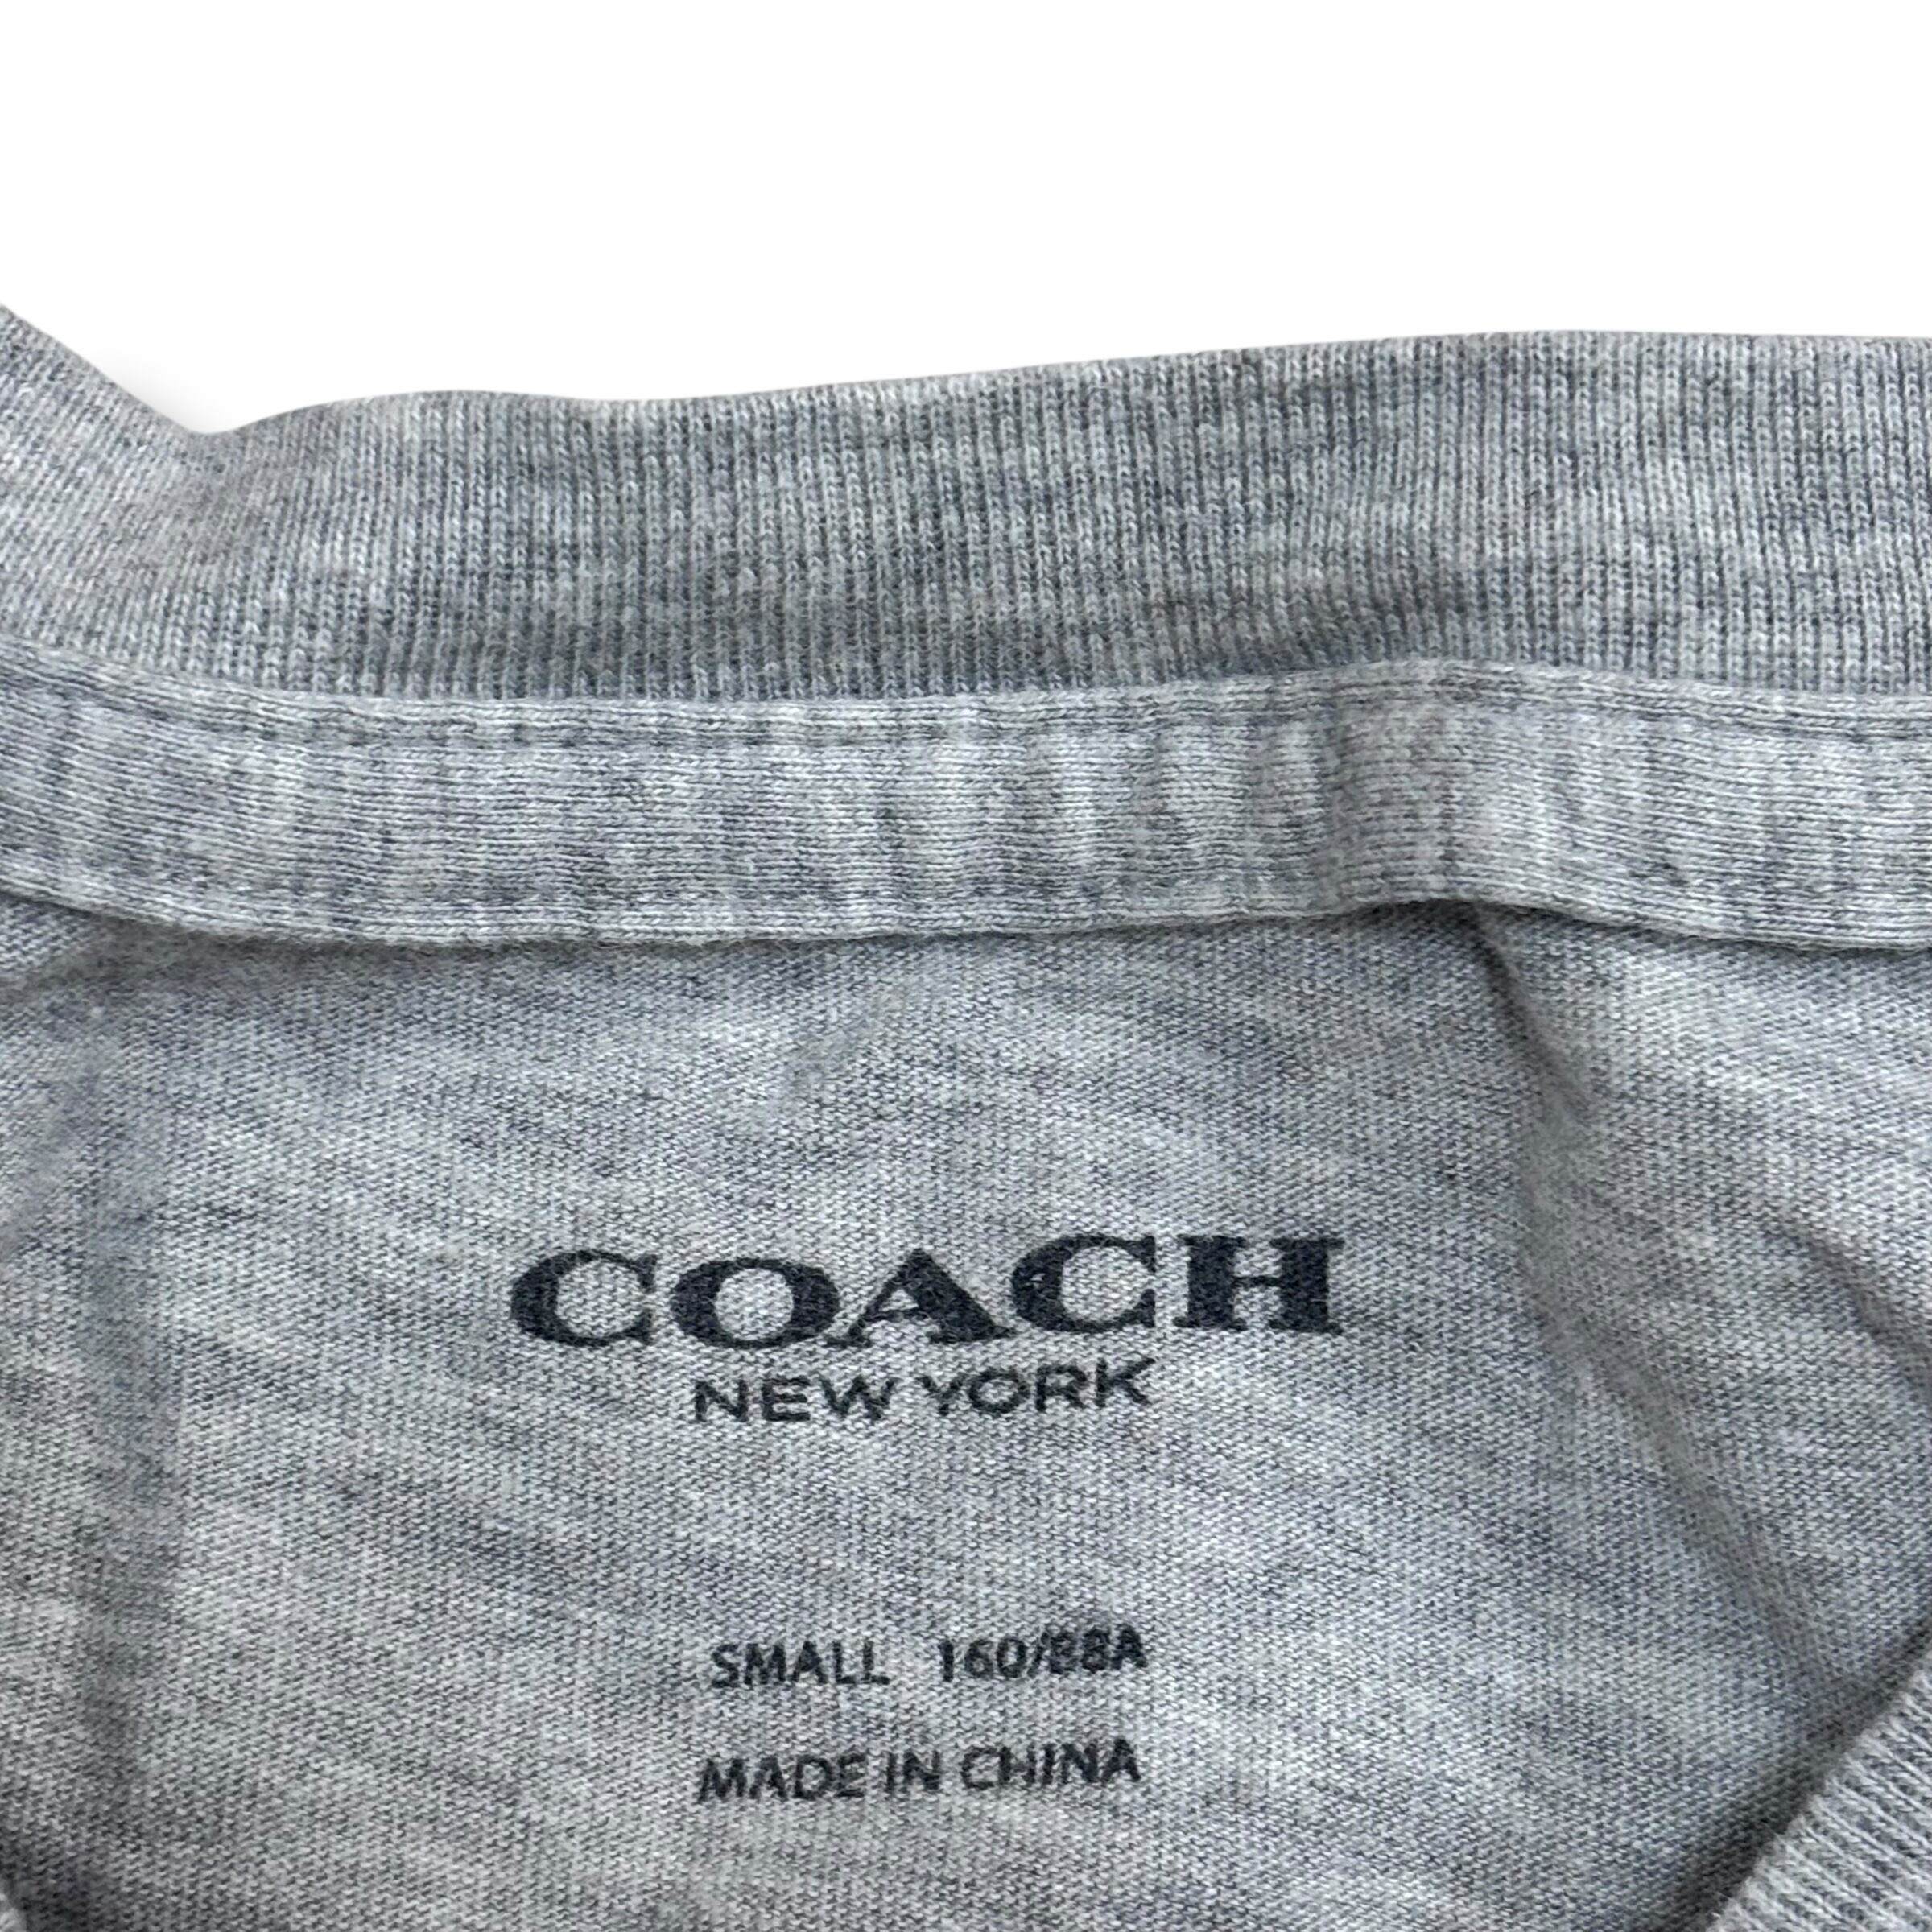 COACH
NEW YORK
SMALL 160/88A
MADE IN CHINA